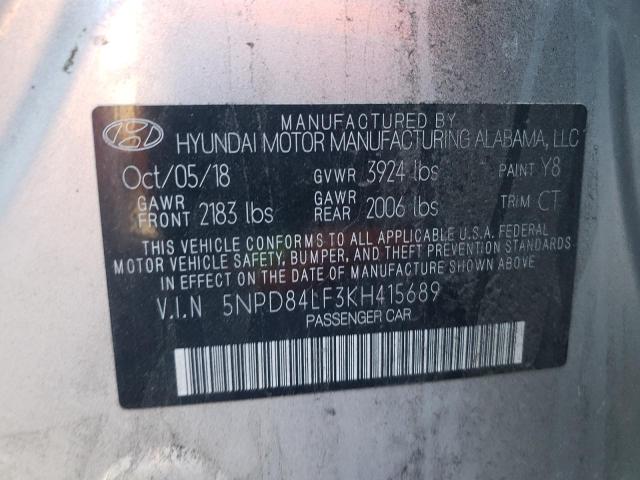 MANUFACTURED BY
HYUNDAI MOTOR MANUFACTURING ALABAMA, LLC
Oct/05/18 GVWR 3924 lbs PAINT Y8
GAWR FRONT 2183 lbs GAWR REAR 2006 lbs TRIM CT
THIS VEHICLE CONFORMS TO ALL APPLICABLE U.S.A. FEDERAL
MOTOR VEHICLE SAFETY, BUMPER, AND THEFT PREVENTION STANDARDS
IN EFFECT ON THE DATE OF MANUFACTURE SHOWN ABOVE
V.I.N 5NPD84LF3KH415689
PASSENGER CAR